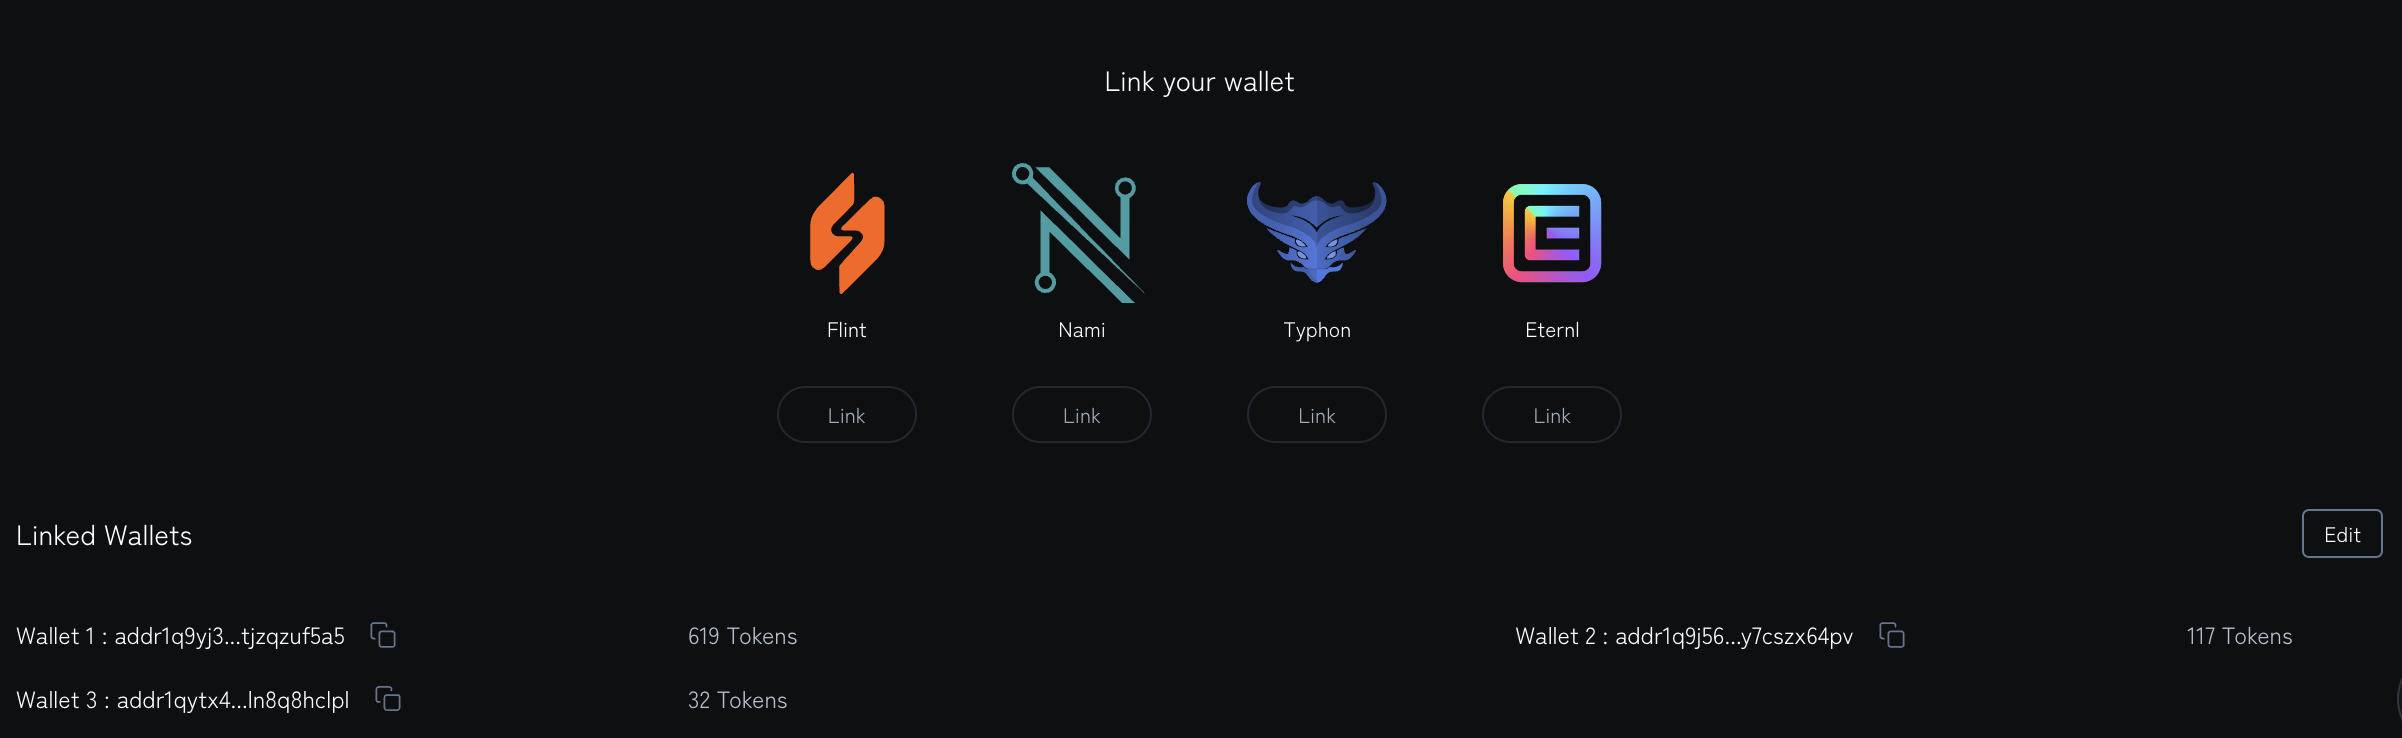 Link your wallet
Flint Nami Typhon Eternl
Link Link Link Link
Linked Wallets Edit
Wallet 1 : addr1q9yj3...tjzqzuf5a5 619 Tokens Wallet 2 : addr1q9j56...y7cszx64pv 117 Tokens
Wallet 3 : addr1qytx4...ln8q8hclpl 32 Tokens